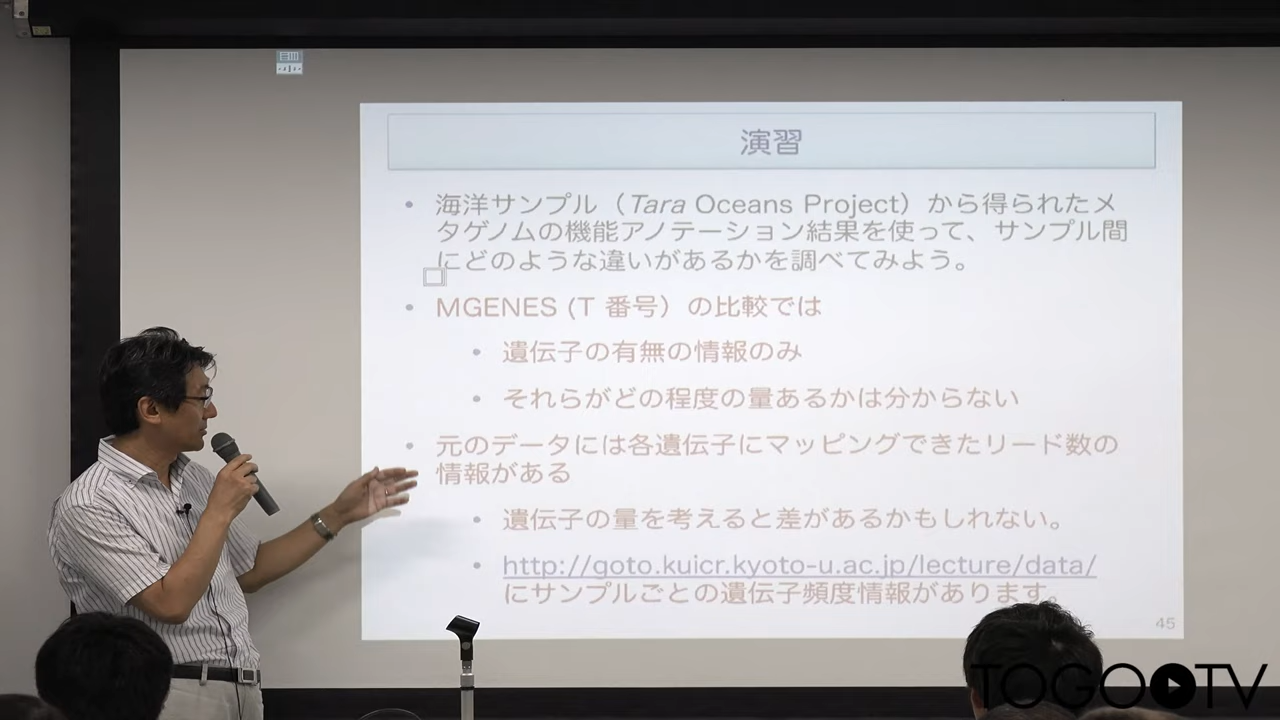 演習
• 海洋サンプル（Tara Oceans Project）から得られたメ
タゲノムの機能アノテーション結果を使って、サンプル間
にどのような違いがあるかを調べてみよう。
• MGENES (T 番号）の比較では
• 遺伝子の有無の情報のみ
• それらがどの程度の量あるかは分からない
• 元のデータには各遺伝子にマッピングできたリード数の
情報がある
• 遺伝子の量を考えると差があるかもしれない。
• http://goto.kuicr.kyoto-u.ac.jp/lecture/data/
にサンプルごとの遺伝子頻度情報があります。
45
TOGOTV